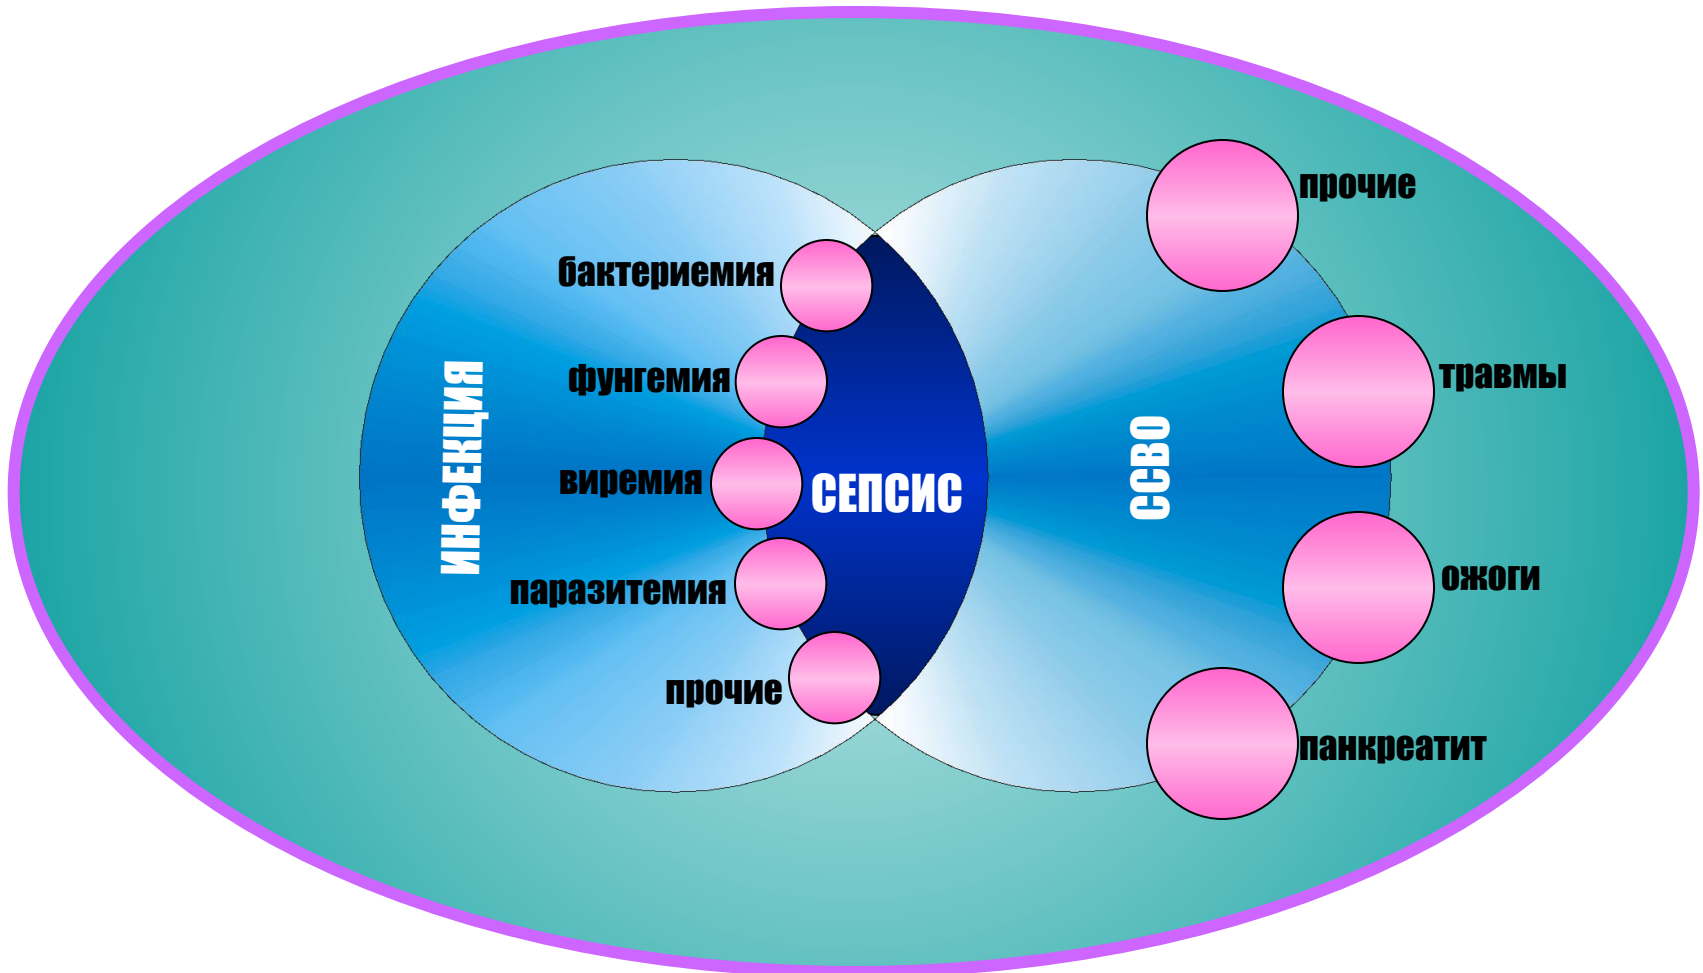 ИНФЕКЦИЯ
бактериемия
фунгемия
виремия
паразитемия
прочие
СЕПСИС
ССВО
прочие
травмы
ожоги
панкреатит